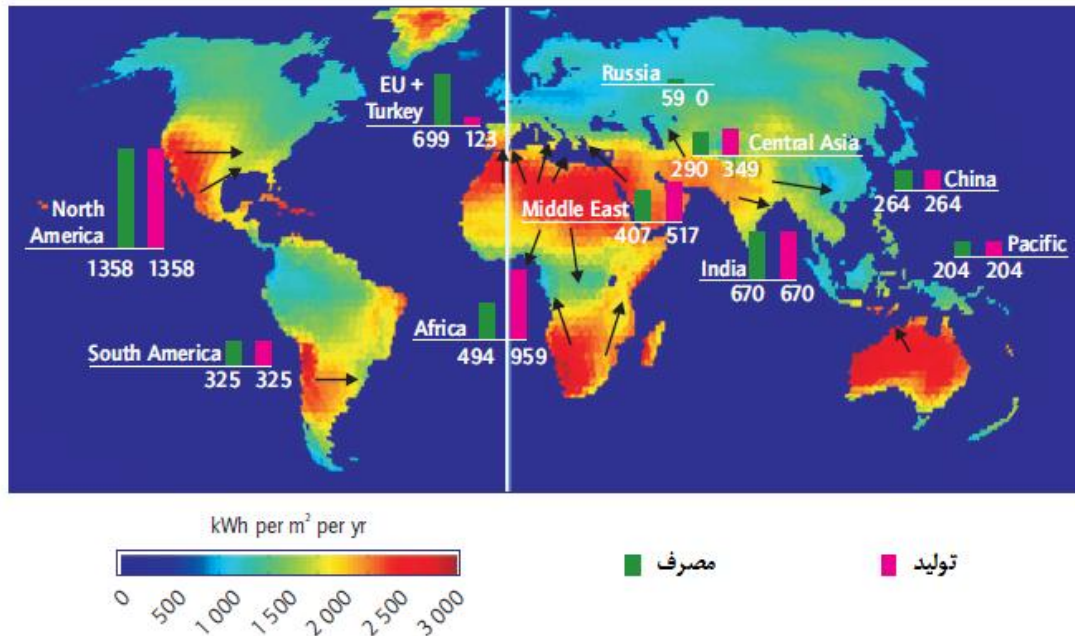 EU +
Turkey
699 123
Russia
59 0
Central Asia
290 349
China
264 264
North
America
1358 1358
Middle East
407 517
India
670 670
Pacific
204 204
Africa
494 959
South America
325 325
kWh per m² per yr
0 500 1 000 1 500 2 000 2 500 3 000
مصرف
تولید